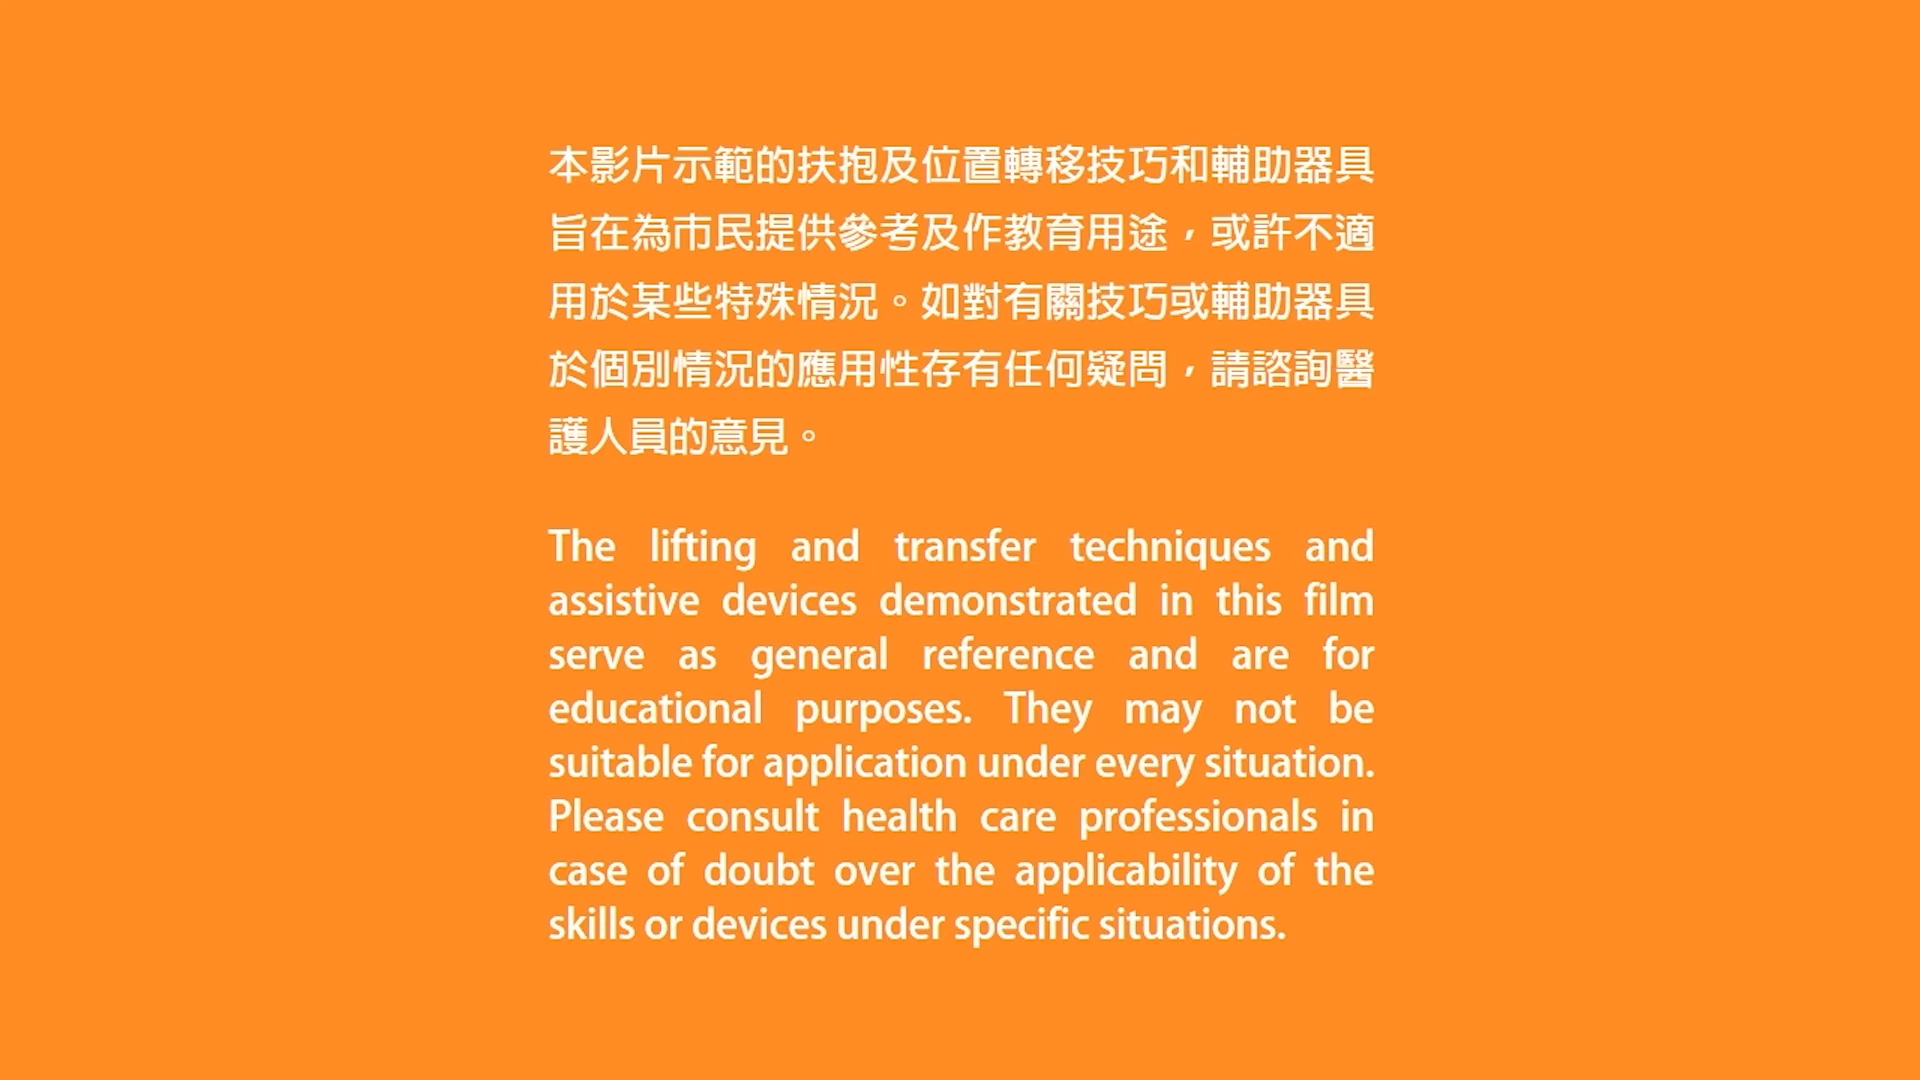 本影片示範的扶抱及位置轉移技巧和輔助器具
旨在為市民提供參考及作教育用途，或許不適
用於某些特殊情況。如對有關技巧或輔助器具
於個別情況的應用性存有任何疑問，請諮詢醫
護人員的意見。
The lifting and transfer techniques and
assistive devices demonstrated in this film
serve as general reference and are for
educational purposes. They may not be
suitable for application under every situation.
Please consult health care professionals in
case of doubt over the applicability of the
skills or devices under specific situations.